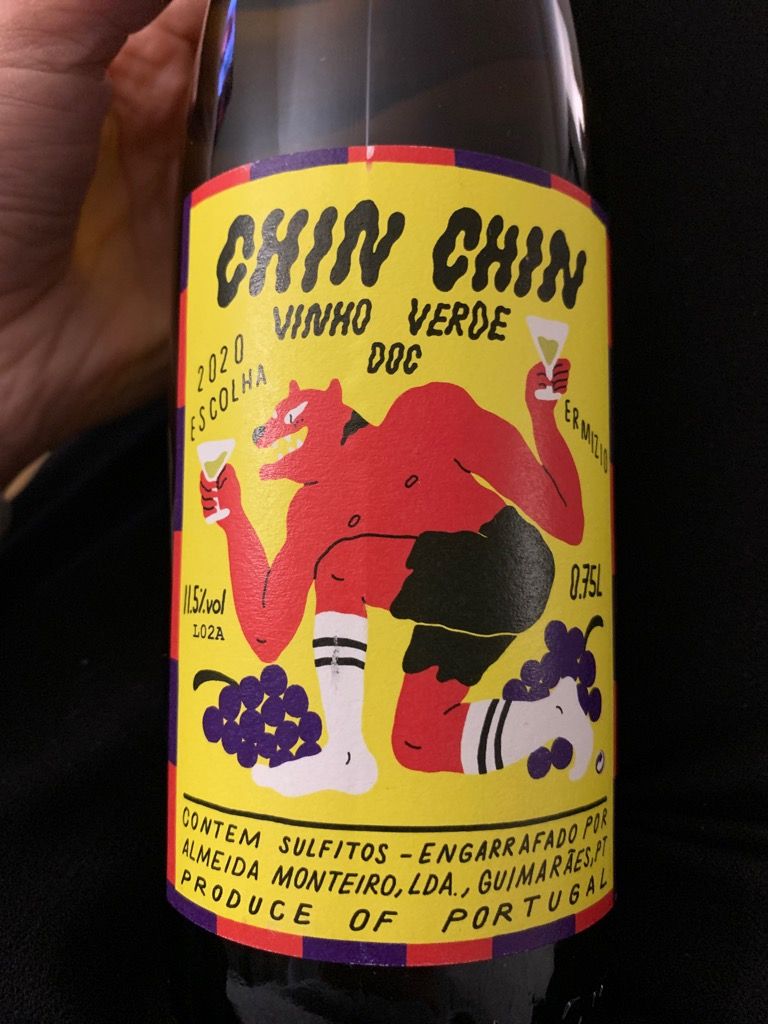 CHIN CHIN
VINHO VERDE
DOC
2020
ESCOLHA
ERMIZIO
11.5%vol
L02A
0.75L
CONTEM SULFITOS - ENGARRAFADO POR
ALMEIDA MONTEIRO, LDA., GUIMARÃES, PT
PRODUCE OF PORTUGAL